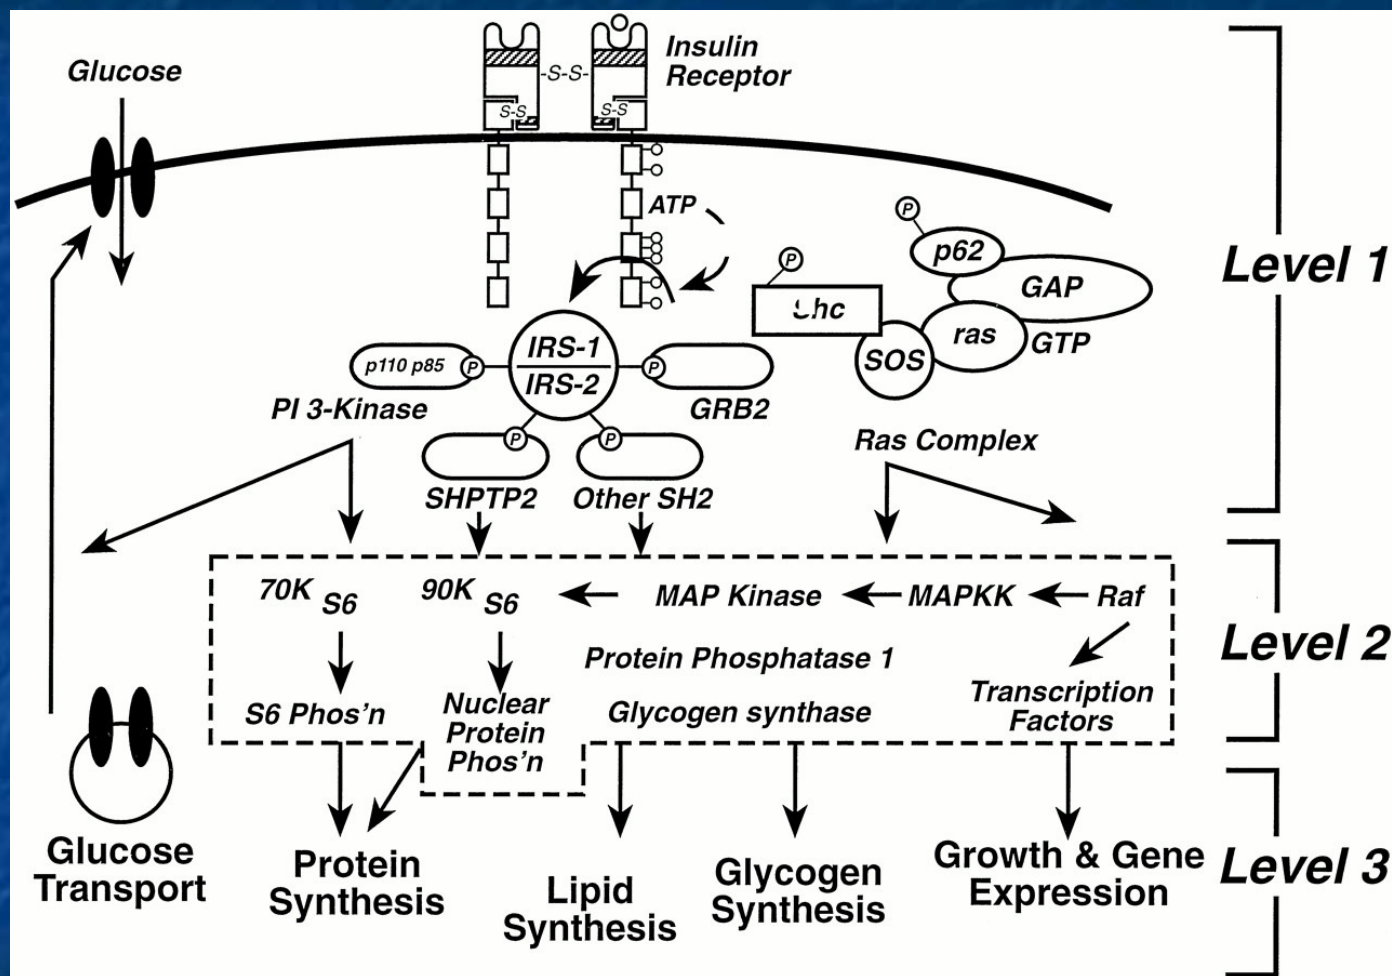 Glucose
Insulin
Receptor
-S-S-
S-S
S-S
ATP
P
p62
GAP
P
Shc
ras
GTP
SOS
Level 1
IRS-1
IRS-2
p110 p85
P
P
PI 3-Kinase
GRB2
P
P
Ras Complex
SHPTP2
Other SH2
70K S6
90K S6
MAP Kinase
MAPKK
Raf
Level 2
Protein Phosphatase 1
S6 Phos'n
Nuclear
Protein
Phos'n
Glycogen synthase
Transcription
Factors
Glucose
Transport
Protein
Synthesis
Lipid
Synthesis
Glycogen
Synthesis
Growth & Gene
Expression
Level 3